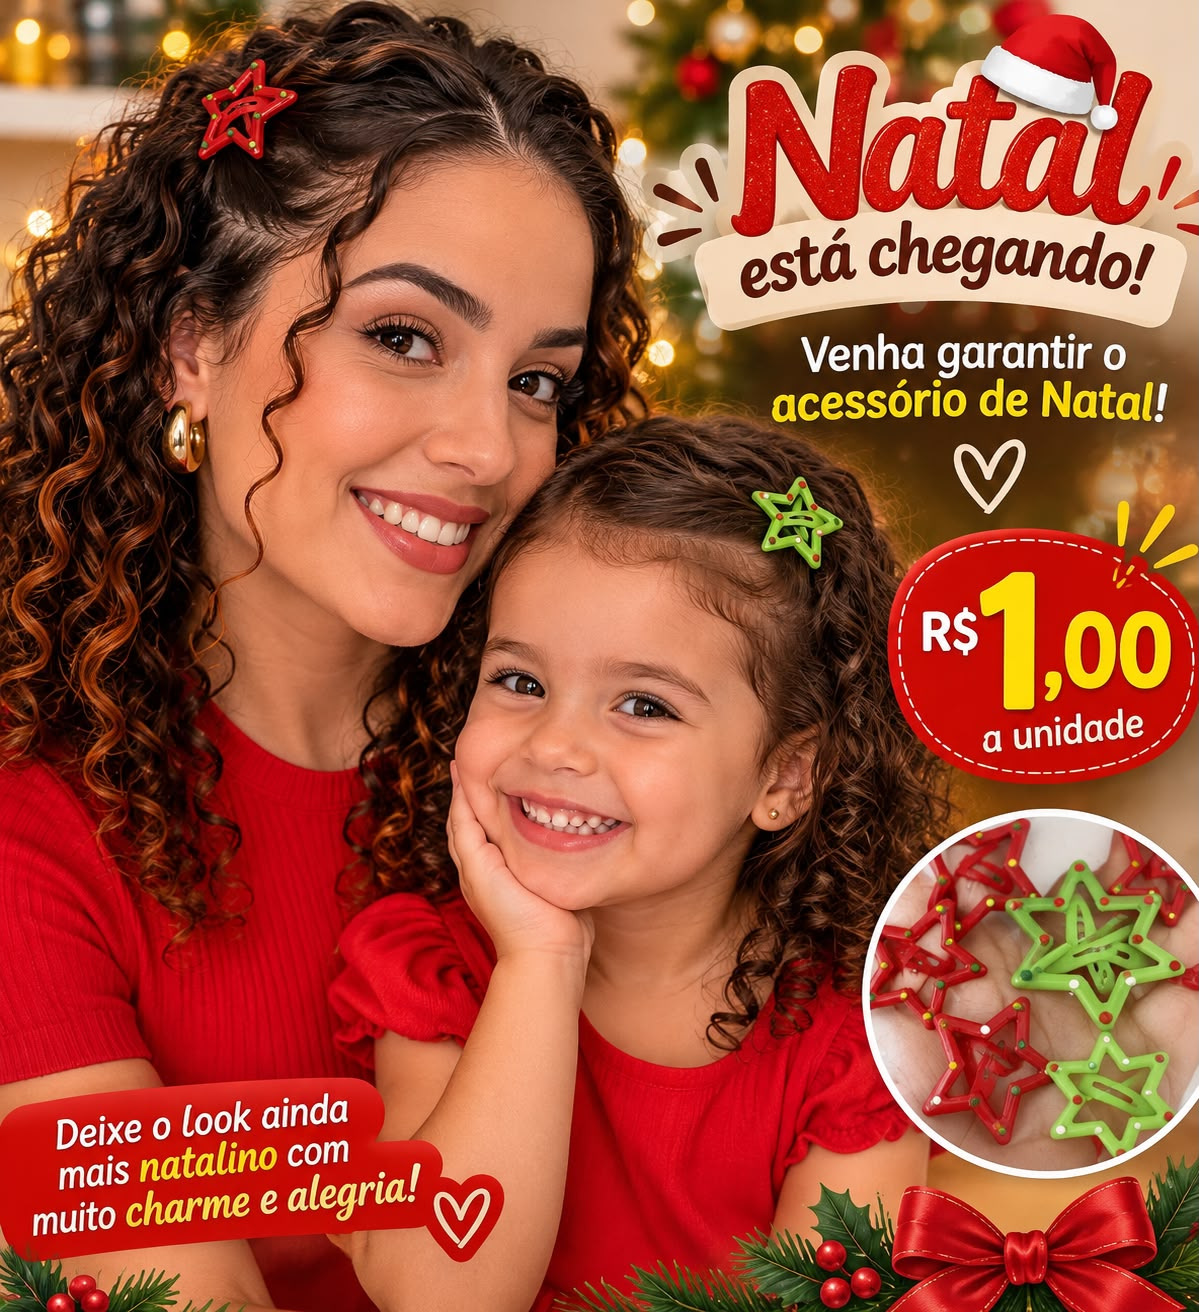 Natal
está chegando!
Venha garantir o
acessório de Natal!
R$1,00
a unidade
Deixe o look ainda
mais natalino com
muito charme e alegria!